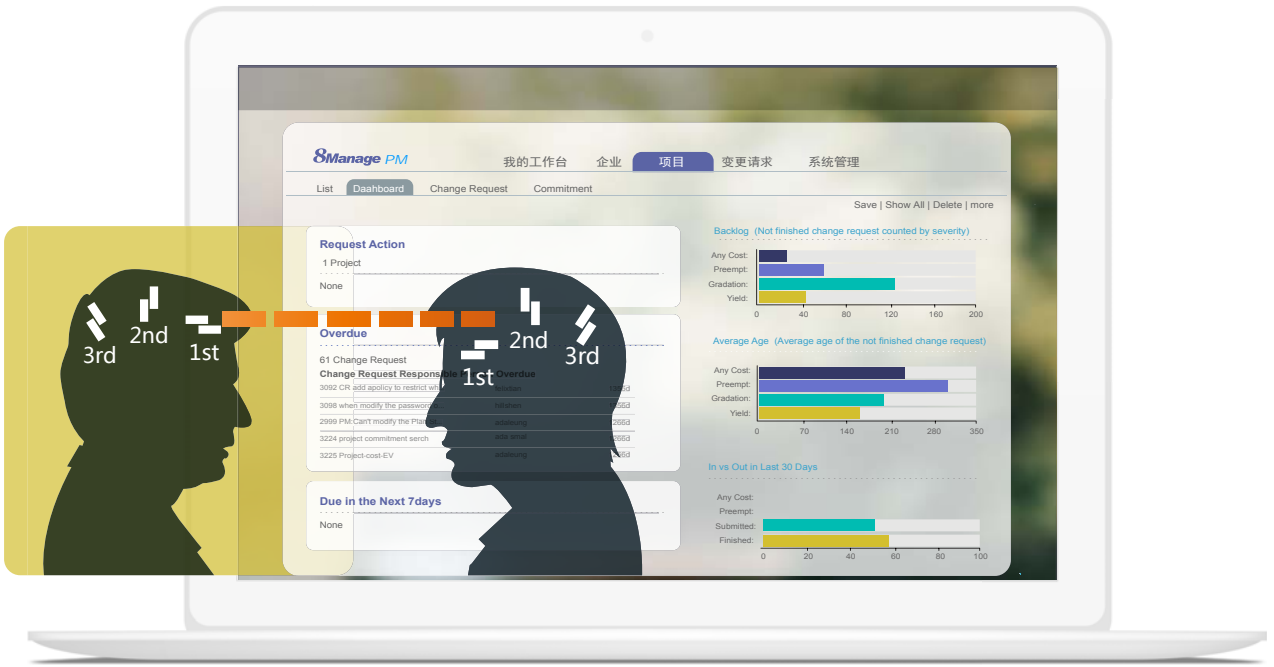 8Manage PM
我的工作台 企业 项目 变更请求 系统管理
List Daahboard Change Request Commitment
Save | Show All | Delete | more
Request Action
1 Project
None
Overdue
61 Change Request
Change Request Responsible Overdue
3092 CR add apolicy to restrict
3098 when modify the password
2999 PM:Can't modify the Plan
3224 project commitment serch
3225 Project-cost-EV
Due in the Next 7days
None
3rd 2nd 1st
1st 2nd 3rd
Backlog (Not finished change request counted by severity)
Any Cost:
Preempt:
Gradation:
Yield:
0 40 80 120 160 200
Average Age (Average age of the not finished change request)
Any Cost:
Preempt:
Gradation:
Yield:
0 70 140 210 280 350
In vs Out in Last 30 Days
Any Cost:
Preempt:
Submitted:
Finished:
0 20 40 60 80 100